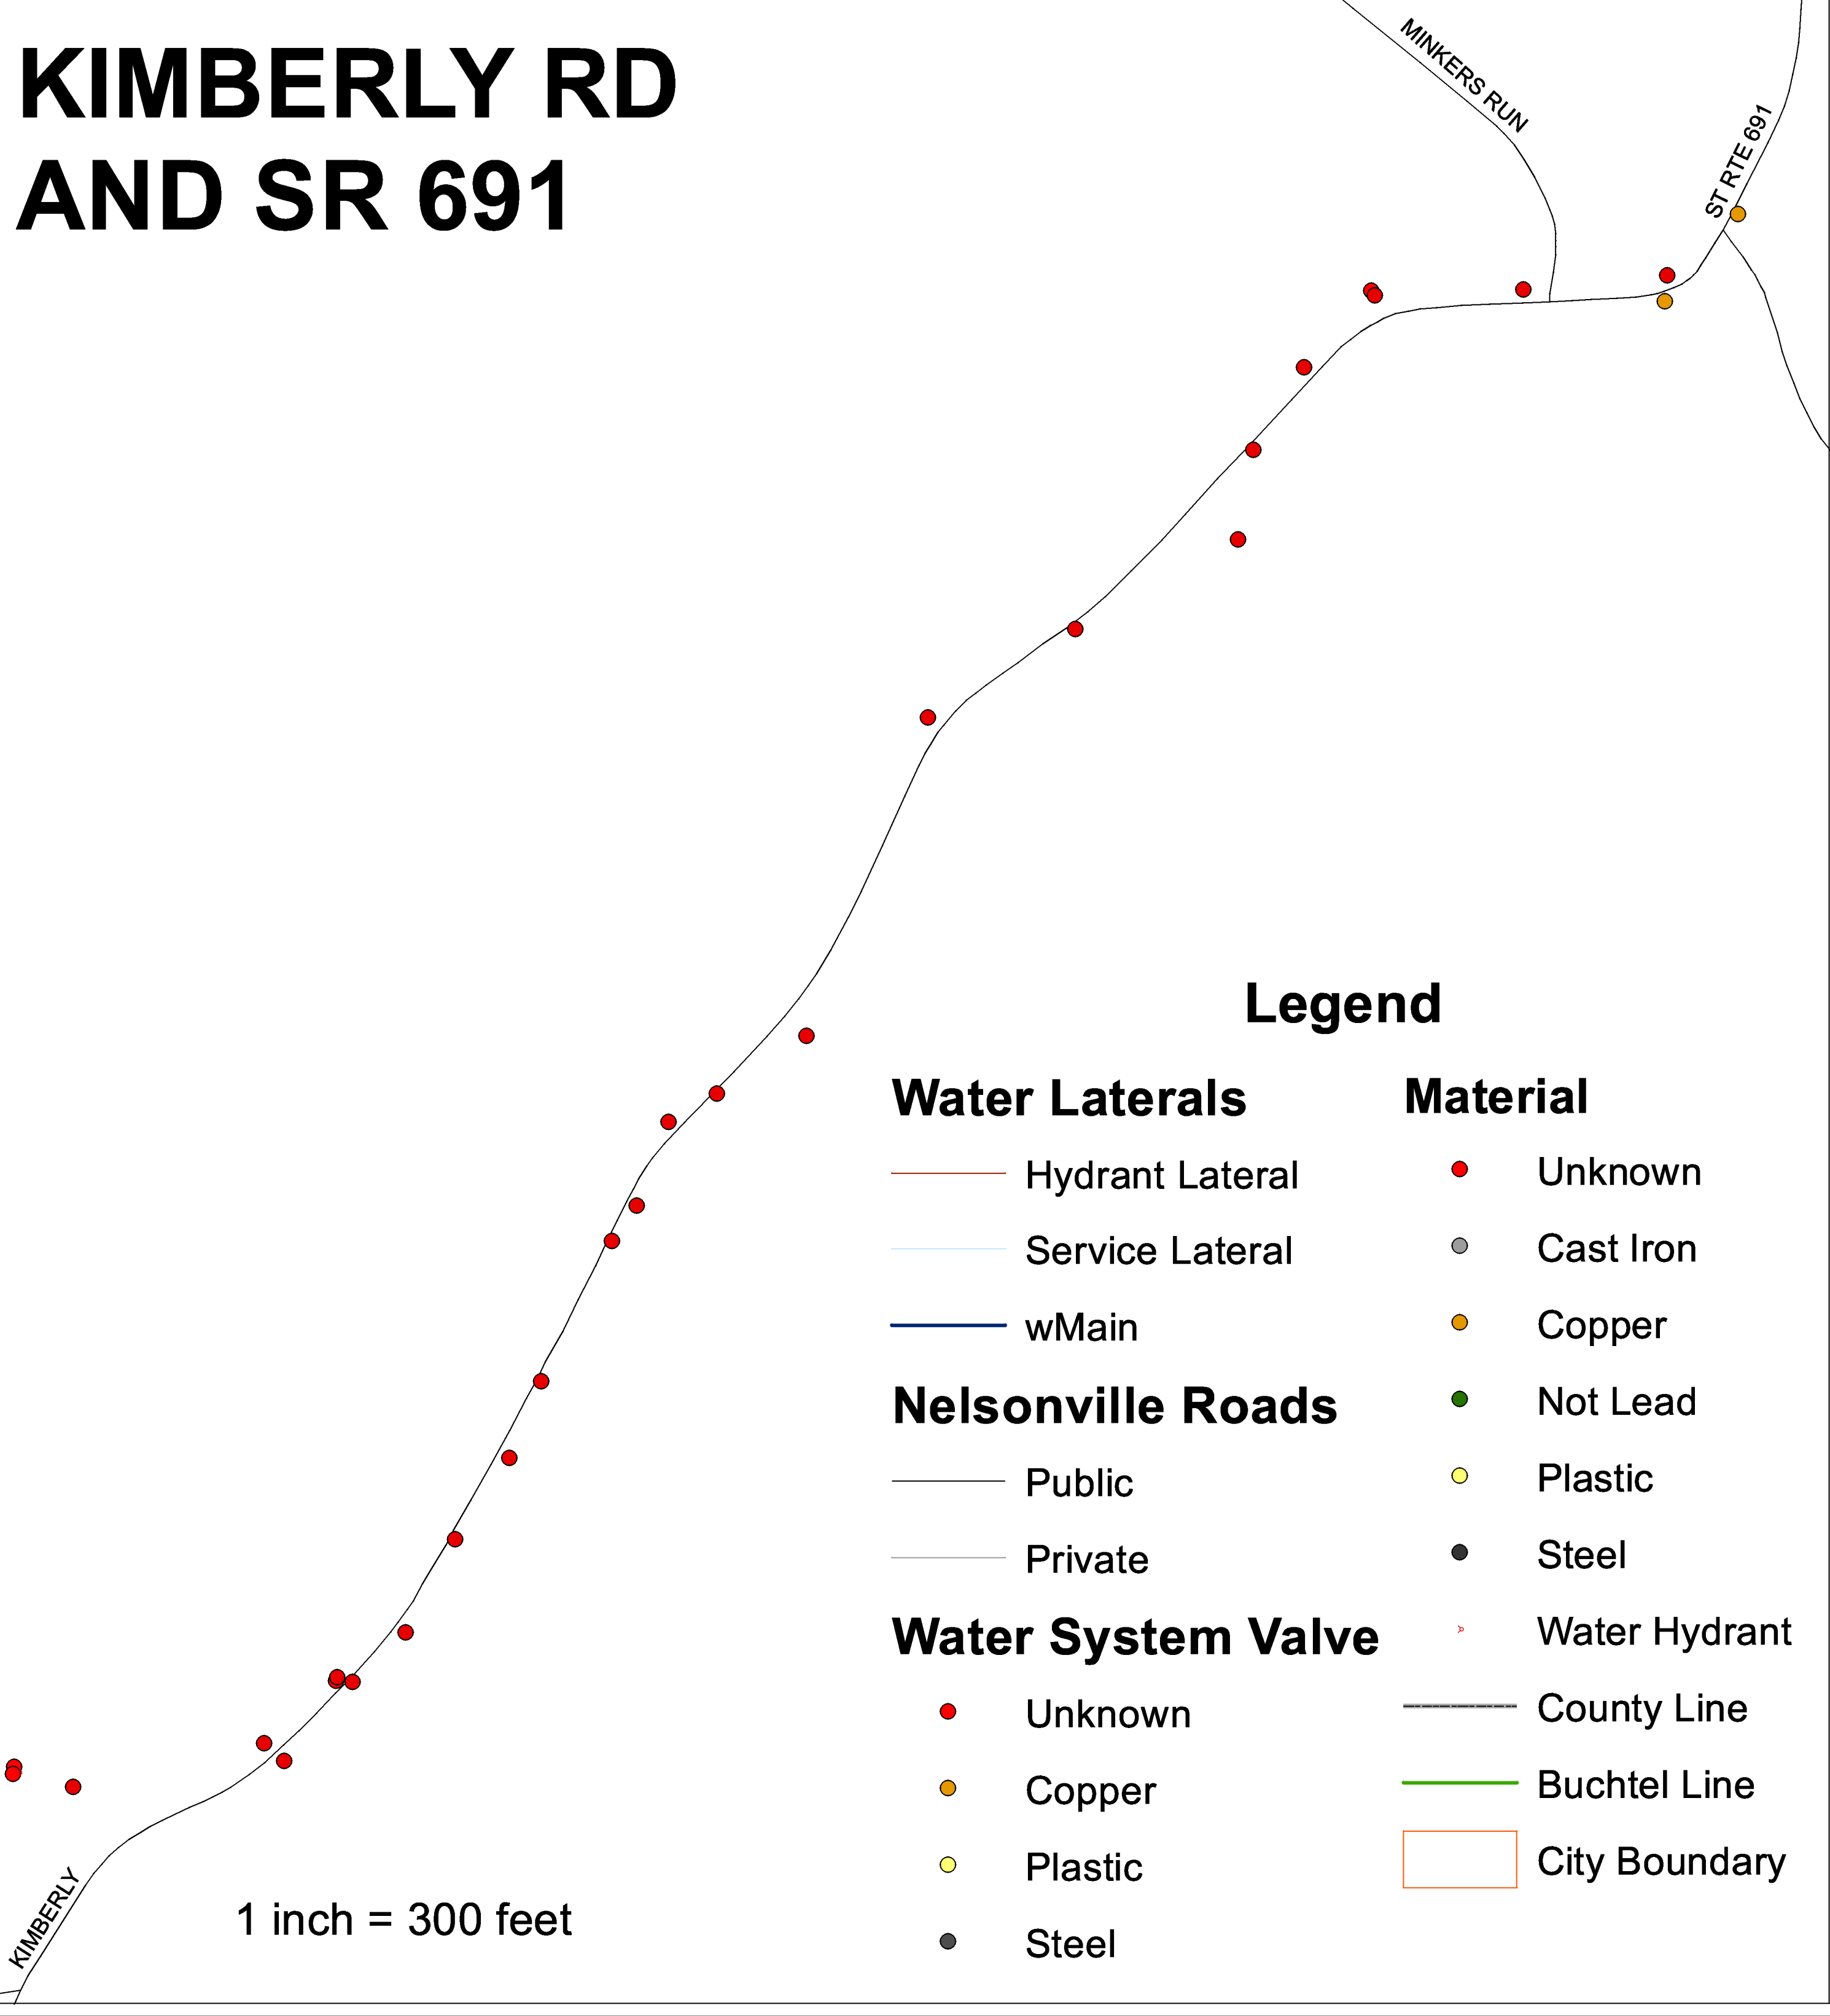 KIMBERLY RD
AND SR 691
MINKERS RUN
ST RTE 691
Legend
Water Laterals
Hydrant Lateral
Service Lateral
wMain
Nelsonville Roads
Public
Private
Water System Valve
Unknown
Copper
Plastic
Steel
Material
Unknown
Cast Iron
Copper
Not Lead
Plastic
Steel
Water Hydrant
County Line
Buchtel Line
City Boundary
KIMBERLY
1 inch = 300 feet